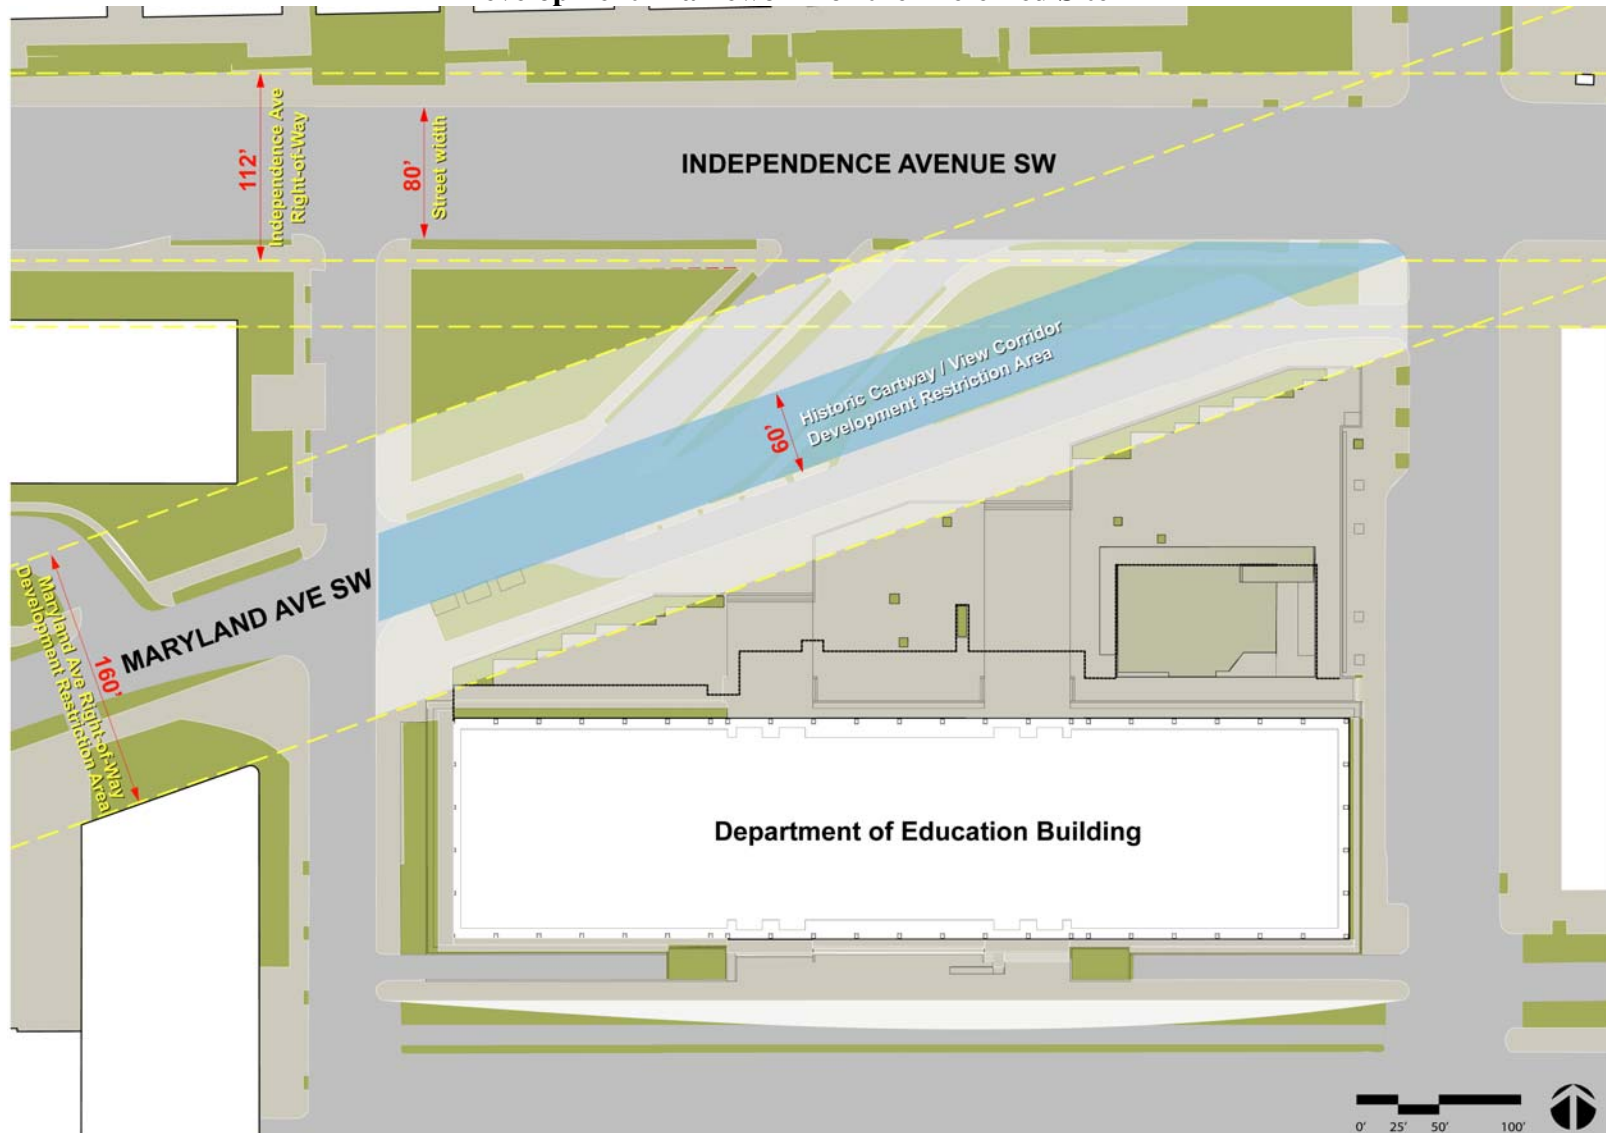 INDEPENDENCE AVENUE SW
112'
Independence Ave
Right-of-Way
80'
Street width
Historic Cartway / View Corridor
Development Restriction Area
60'
MARYLAND AVE SW
160'
Maryland Ave Right-of-Way
Development Restriction Area
Department of Education Building
0' 25' 50' 100'